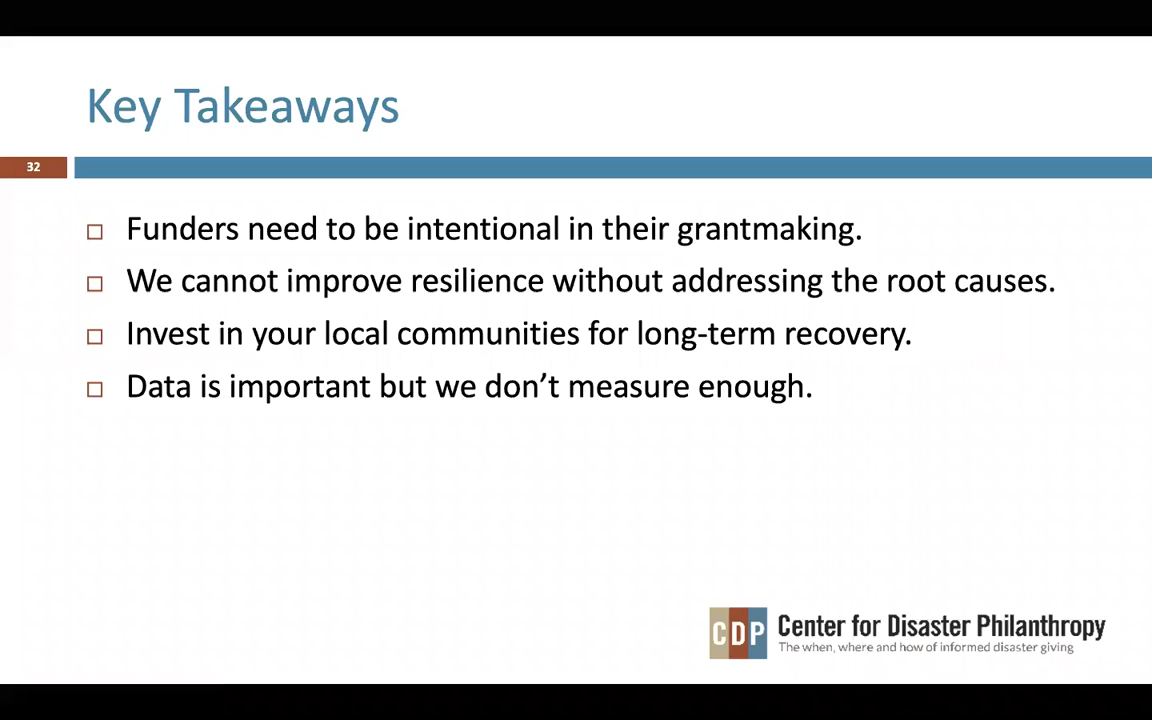 Key Takeaways
32
Funders need to be intentional in their grantmaking.
We cannot improve resilience without addressing the root causes.
Invest in your local communities for long-term recovery.
Data is important but we don’t measure enough.
CDP Center for Disaster Philanthropy
The when, where and how of informed disaster giving